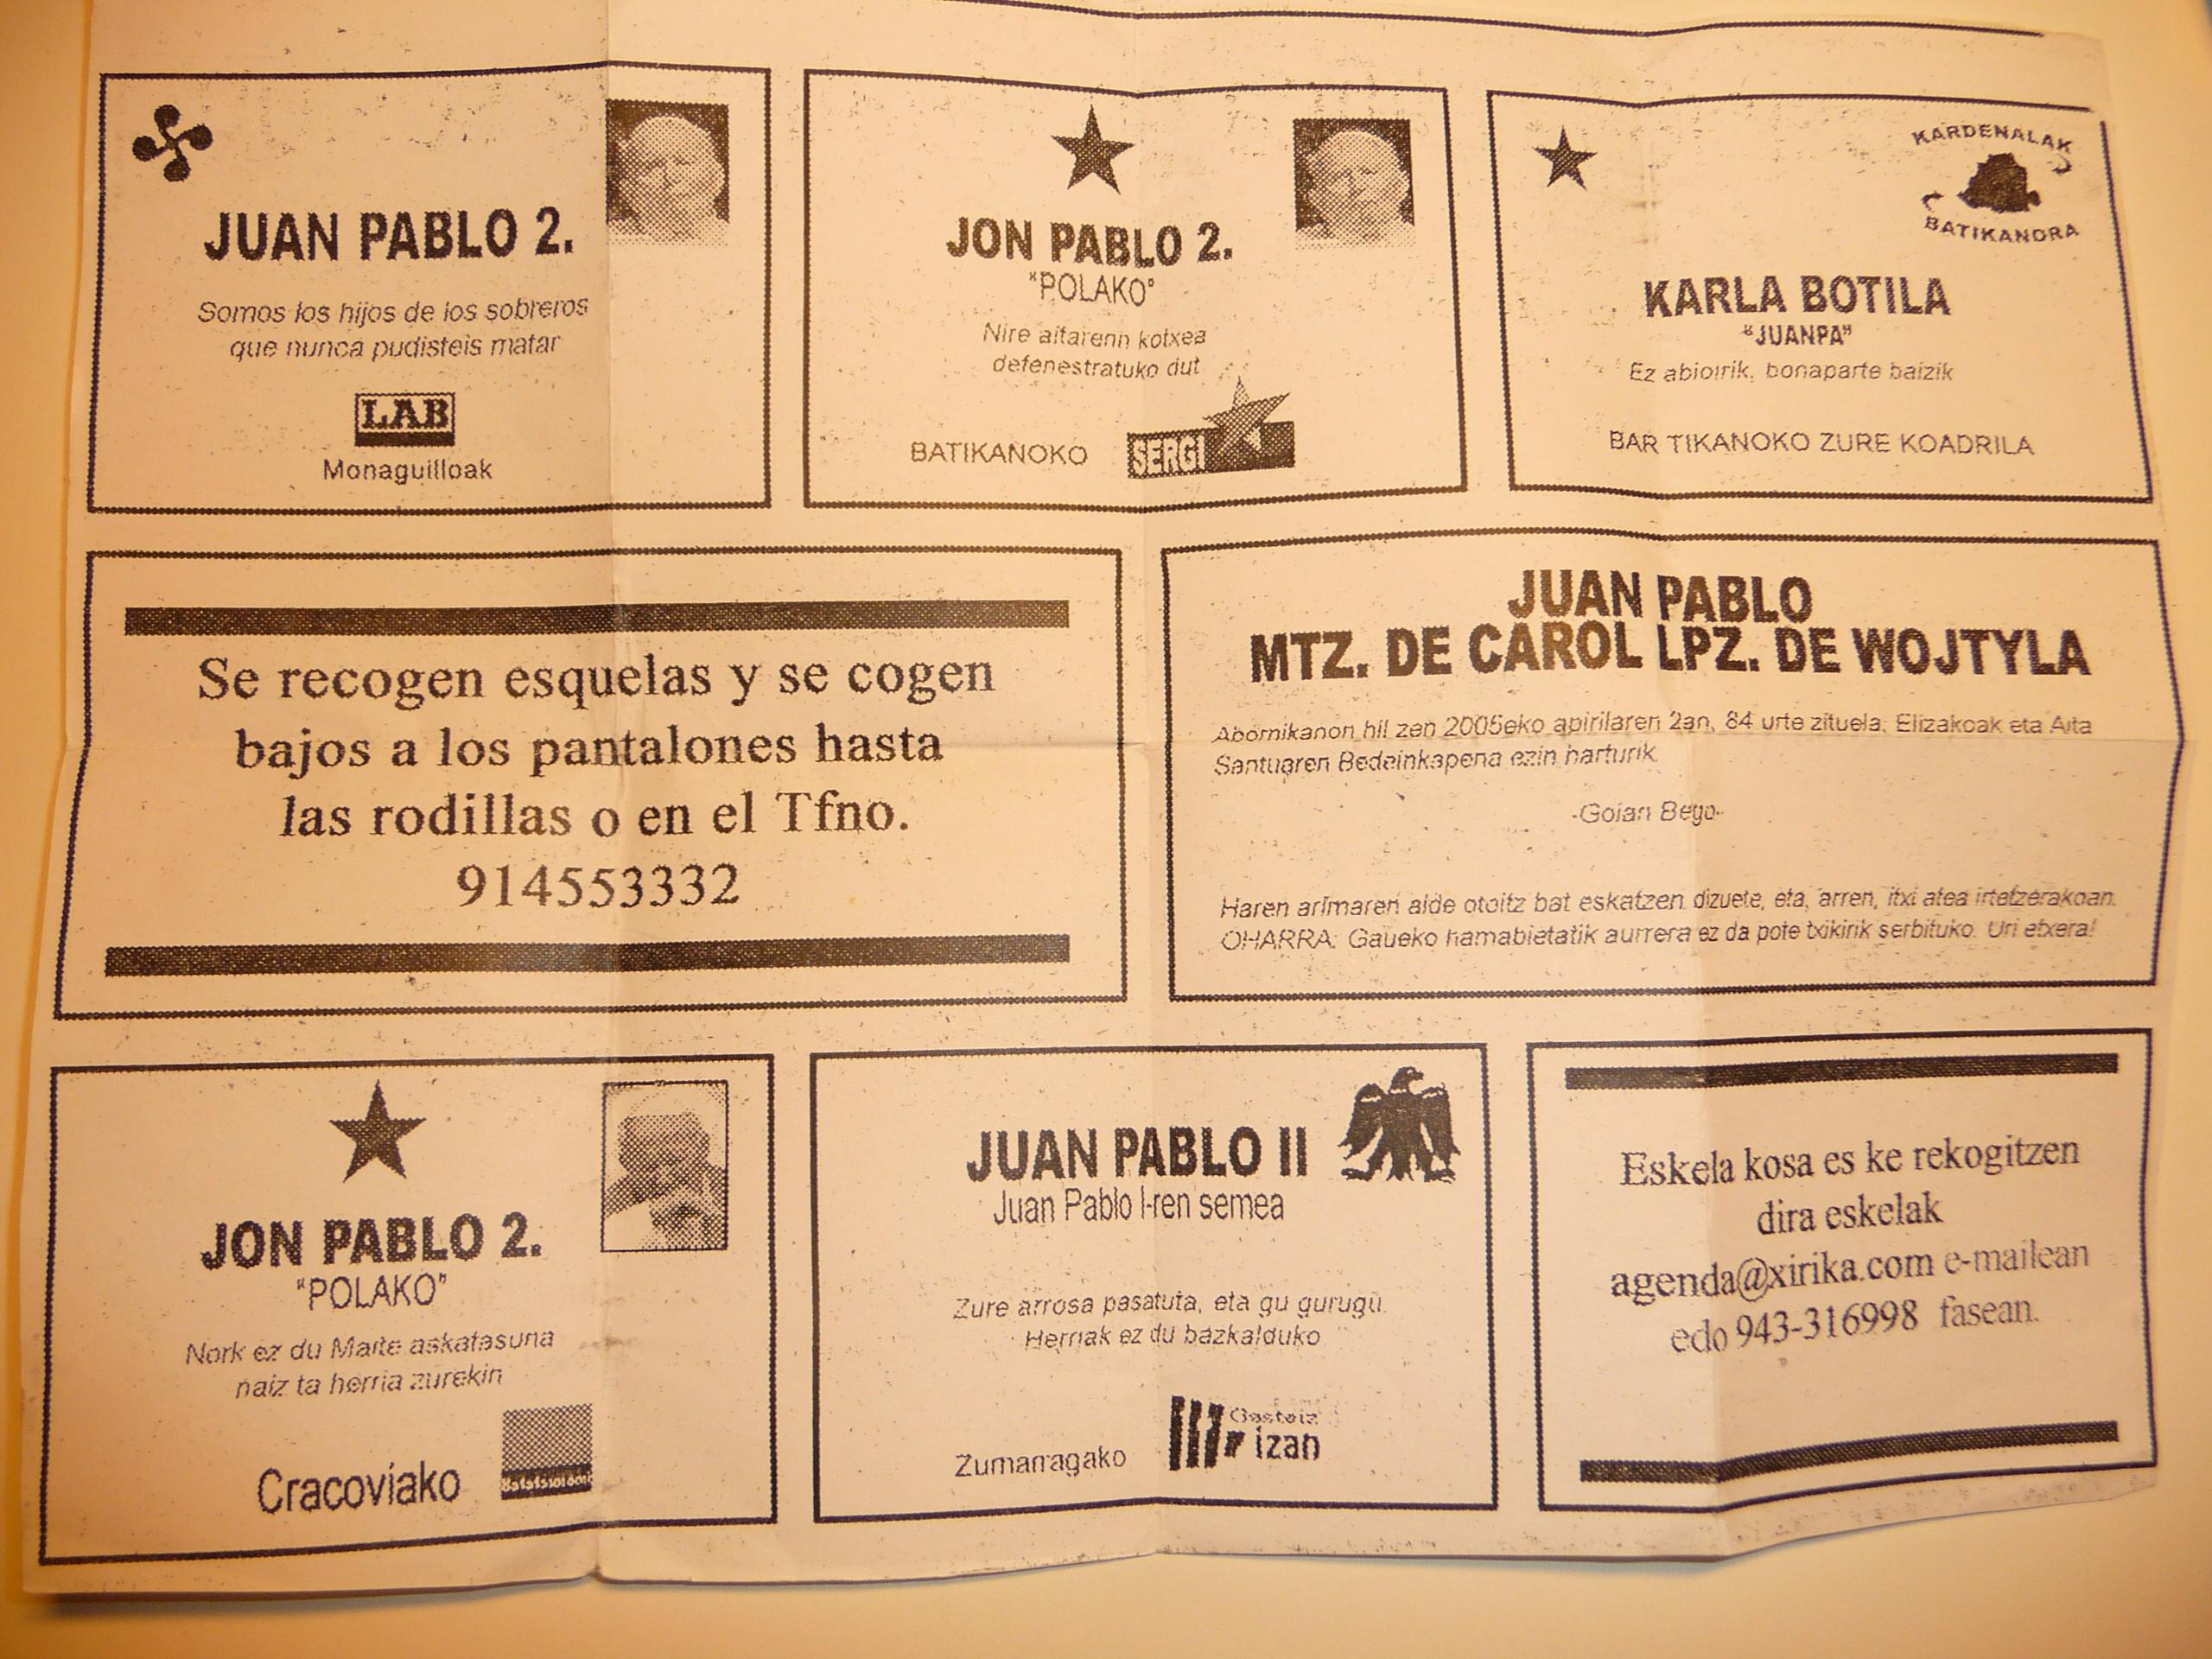 JUAN PABLO 2.
Somos los hijos de los sobreros
que nunca pudisteis matar
LAB
Monaguilloak
JON PABLO 2.
"POLAKO"
Nire aitarenn kotxea
defenestratuko dut
BATIKANOKO
SERGI
KARDENALAK
BATIKANORA
KARLA BOTILA
"JUANPA"
Ez abioirik, bonaparte baizik
BAR TIKANOKO ZURE KOADRILA
Se recogen esquelas y se cogen
bajos a los pantalones hasta
las rodillas o en el Tfno.
914553332
JUAN PABLO
MTZ. DE CAROL LPZ. DE WOJTYLA
Abornikanon hil zen 2005eko apirilaren 2an, 84 urte zituela. Elizakoak eta Aita
Santuaren Bedeinkapena ezin harturik.
-Goian Bego-
Haren arimaren alde otoitz bat eskatzen dizuete, eta, arren, itxi atea irtetzerakoan.
OHARRA: Gaueko hamabietatik aurrera ez da pote txikirik serbituko. Uri etxera!
JON PABLO 2.
"POLAKO"
Nork ez du Maite askatasuna
naiz ta herria zurekin
Cracoviako
JUAN PABLO II
Juan Pablo I-ren semea
Zure arrosa pasatuta, eta gu gurugu.
Herriak ez du bazkalduko
Zumarragako
Gasteiz
izan
Eskela kosa es ke rekogitzen
dira eskelak
agenda@xirika.com e-mailean
edo 943-316998 fasean.